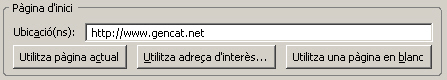 Pàgina d'inici
Ubicació(ns): http://www.gencat.net
Utilitza pàgina actual Utilitza adreça d'interès... Utilitza una pàgina en blanc